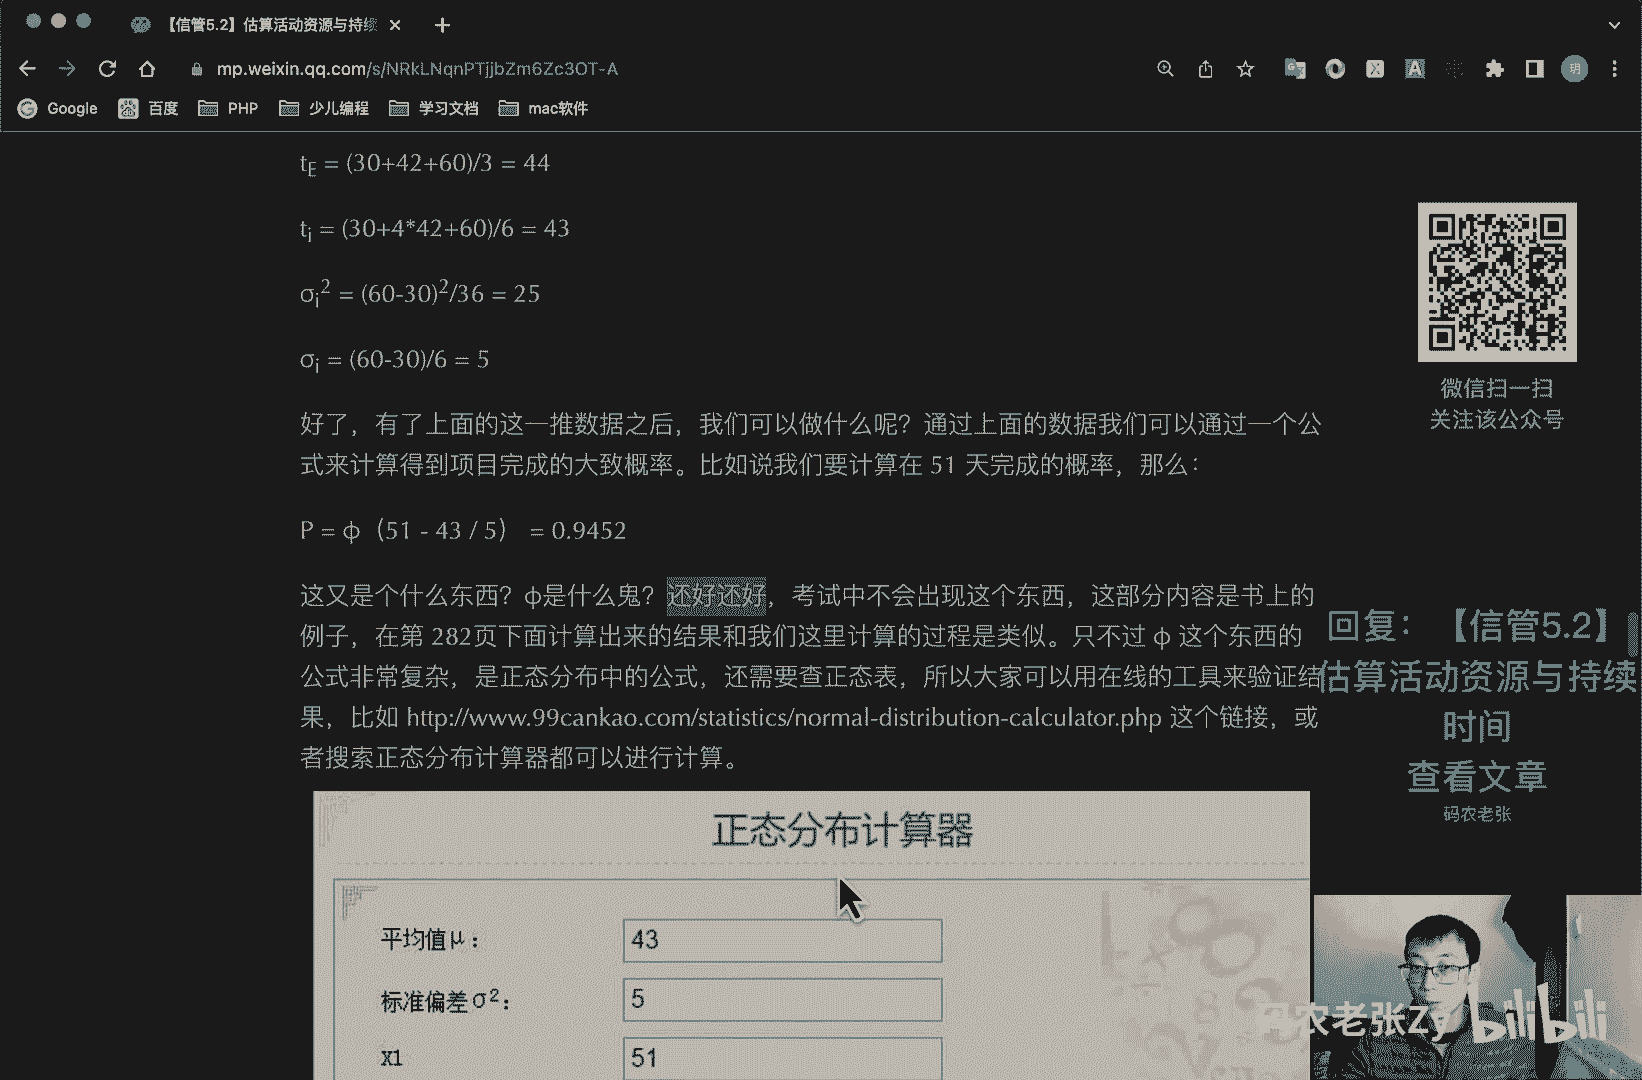 【信管5.2】估算活动资源与持续
mp.weixin.qq.com/s/NRkLNqnPTjjbZm6Zc3OT-A
玥
Google 百度 PHP 少儿编程 学习文档 mac软件
tE = (30+42+60)/3 = 44
ti = (30+4*42+60)/6 = 43
σi2 = (60-30)2/36 = 25
σi = (60-30)/6 = 5
好了，有了上面的这一推数据之后，我们可以做什么呢？通过上面的数据我们可以通过一个公
式来计算得到项目完成的大致概率。比如说我们要计算在 51 天完成的概率，那么：
P = φ（51 - 43 / 5） = 0.9452
这又是个什么东西？φ是什么鬼？还好还好，考试中不会出现这个东西，这部分内容是书上的
例子，在第 282页下面计算出来的结果和我们这里计算的过程是类似。只不过 φ 这个东西的
公式非常复杂，是正态分布中的公式，还需要查正态表，所以大家可以用在线的工具来验证结
果，比如 http://www.99cankao.com/statistics/normal-distribution-calculator.php 这个链接，或
者搜索正态分布计算器都可以进行计算。
正态分布计算器
平均值μ： 43
标准偏差σ2： 5
X1 51
微信扫一扫
关注该公众号
回复：【信管5.2】
估算活动资源与持续
时间
查看文章
码农老张
码农老张Zy bilibili